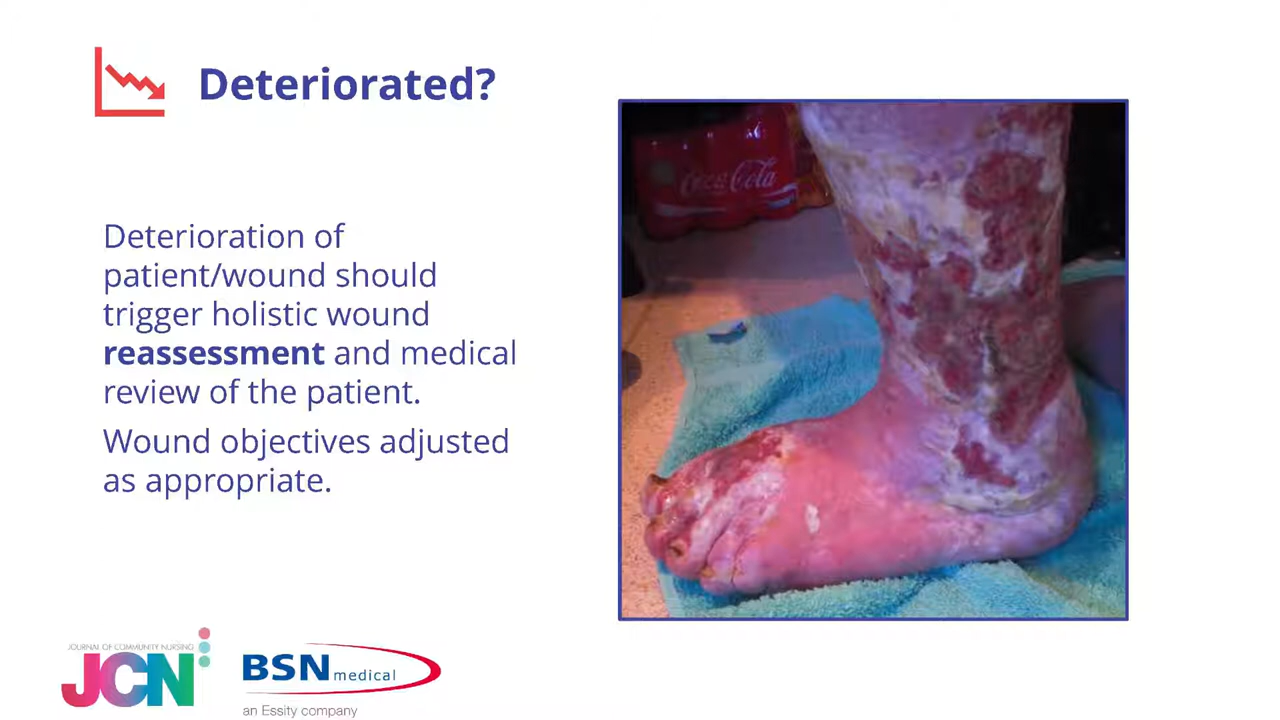 Deteriorated?
Deterioration of
patient/wound should
trigger holistic wound
reassessment and medical
review of the patient.
Wound objectives adjusted
as appropriate.
Coca-Cola
JOURNAL OF COMMUNITY NURSING
JCN
BSN medical
an Essity company